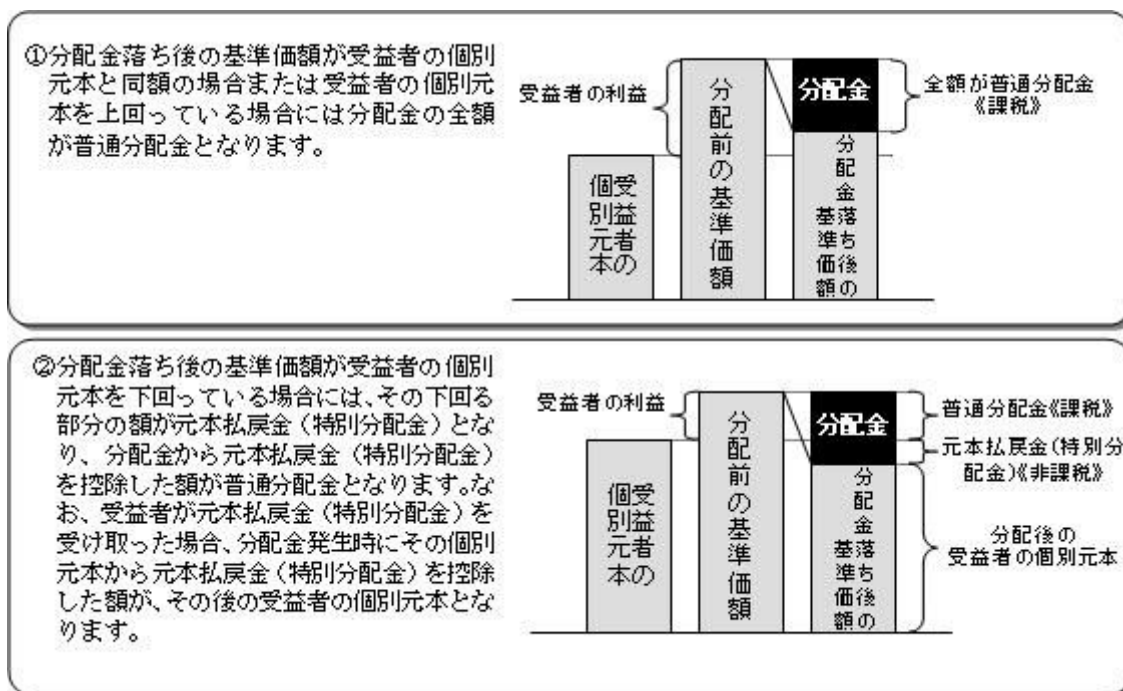 ①分配金落ち後の基準価額が受益者の個別
元本と同額の場合または受益者の個別元
本を上回っている場合には分配金の全額
が普通分配金となります。
受益者の利益
受益者の
個別元本
分配前の基準価額
分配金
分配金落ち後の
基準価額
全額が普通分配金
《課税》
②分配金落ち後の基準価額が受益者の個別
元本を下回っている場合には、その下回る
部分の額が元本払戻金(特別分配金)とな
り、分配金から元本払戻金(特別分配金)
を控除した額が普通分配金となります。な
お、受益者が元本払戻金(特別分配金)を
受け取った場合、分配金発生時にその個別
元本から元本払戻金(特別分配金)を控除
した額が、その後の受益者の個別元本とな
ります。
受益者の利益
受益者の
個別元本
分配前の基準価額
分配金
分配金落ち後の
基準価額
普通分配金《課税》
元本払戻金(特別分
配金)《非課税》
分配後の
受益者の個別元本